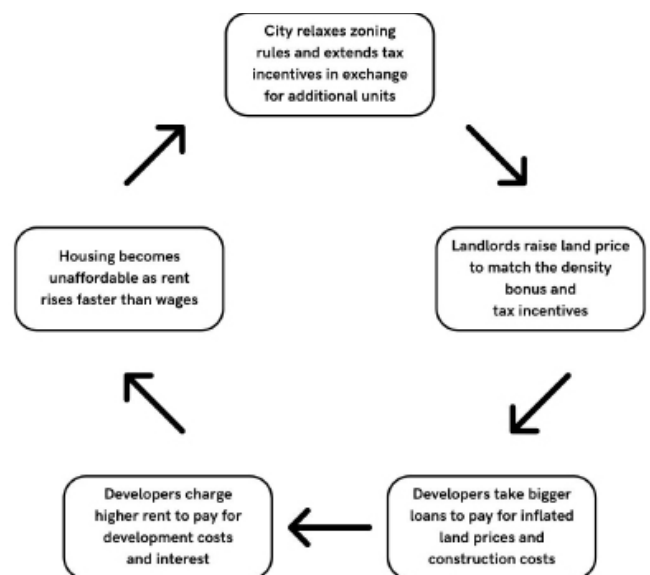 City relaxes zoning
rules and extends tax
incentives in exchange
for additional units
Landlords raise land price
to match the density
bonus and
tax incentives
Developers take bigger
loans to pay for inflated
land prices and
construction costs
Developers charge
higher rent to pay for
development costs
and interest
Housing becomes
unaffordable as rent
rises faster than wages